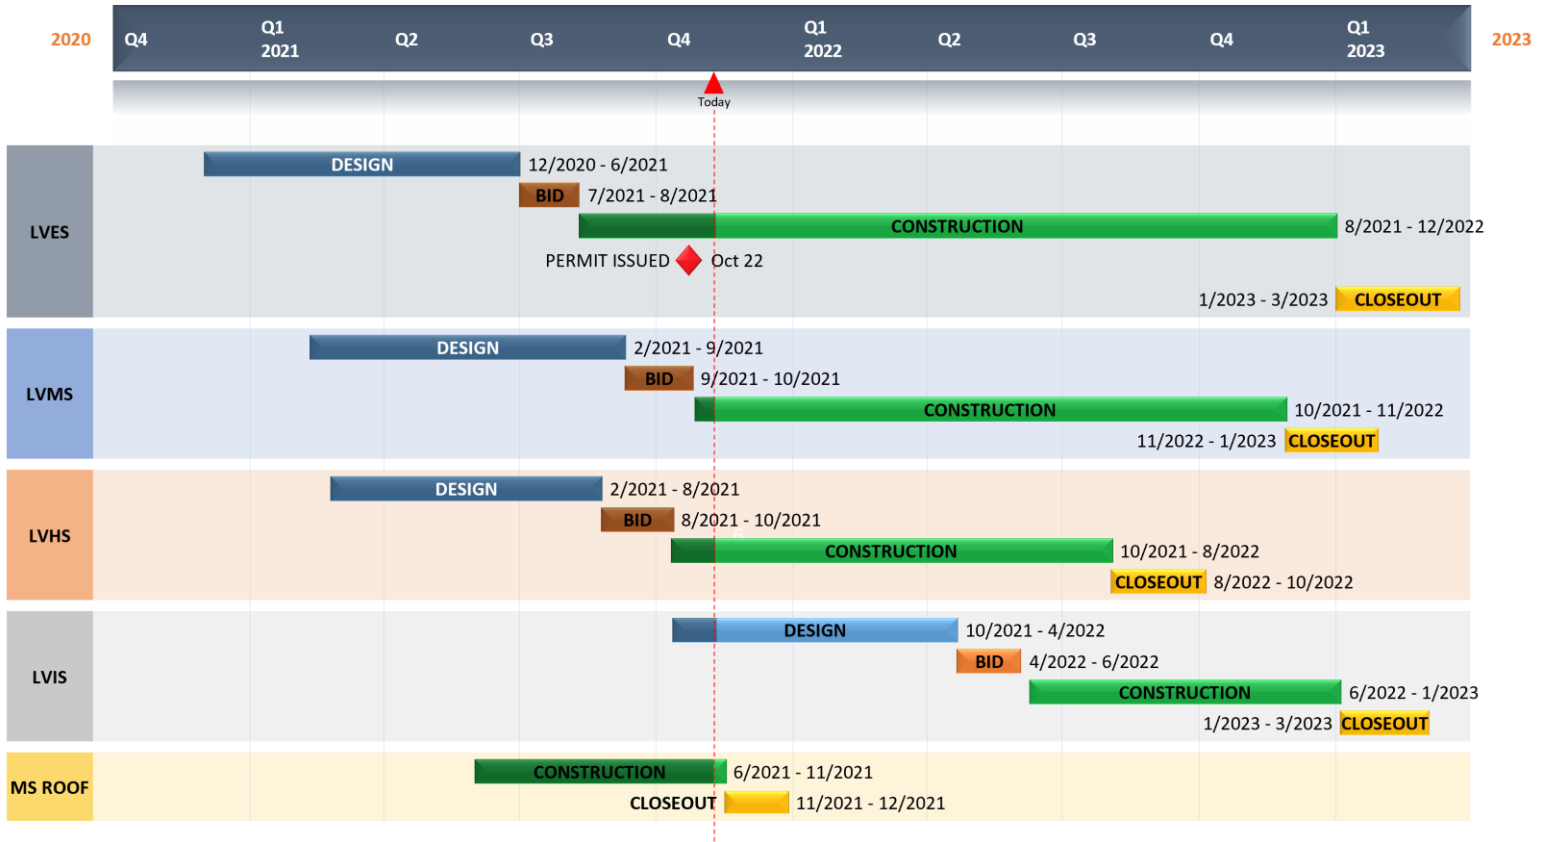 2020
Q4
Q1
2021
Q2
Q3
Q4
Q1
2022
Q2
Q3
Q4
Q1
2023
2023
Today
LVES
DESIGN 12/2020 - 6/2021
BID 7/2021 - 8/2021
CONSTRUCTION 8/2021 - 12/2022
PERMIT ISSUED Oct 22
1/2023 - 3/2023 CLOSEOUT
LVMS
DESIGN 2/2021 - 9/2021
BID 9/2021 - 10/2021
CONSTRUCTION 10/2021 - 11/2022
11/2022 - 1/2023 CLOSEOUT
LVHS
DESIGN 2/2021 - 8/2021
BID 8/2021 - 10/2021
CONSTRUCTION 10/2021 - 8/2022
CLOSEOUT 8/2022 - 10/2022
LVIS
DESIGN 10/2021 - 4/2022
BID 4/2022 - 6/2022
CONSTRUCTION 6/2022 - 1/2023
1/2023 - 3/2023 CLOSEOUT
MS ROOF
CONSTRUCTION 6/2021 - 11/2021
CLOSEOUT 11/2021 - 12/2021